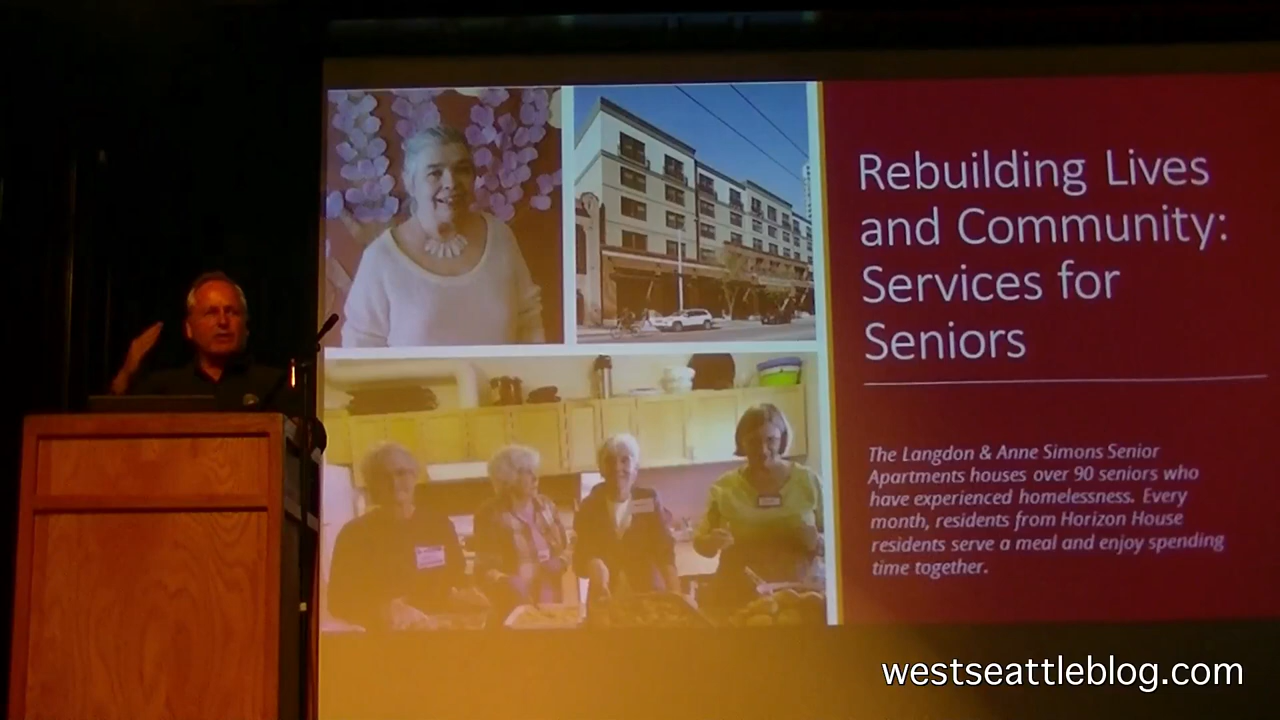 Rebuilding Lives
and Community:
Services for
Seniors
The Langdon & Anne Simons Senior
Apartments houses over 90 seniors who
have experienced homelessness. Every
month, residents from Horizon House
residents serve a meal and enjoy spending
time together.
westseattleblog.com